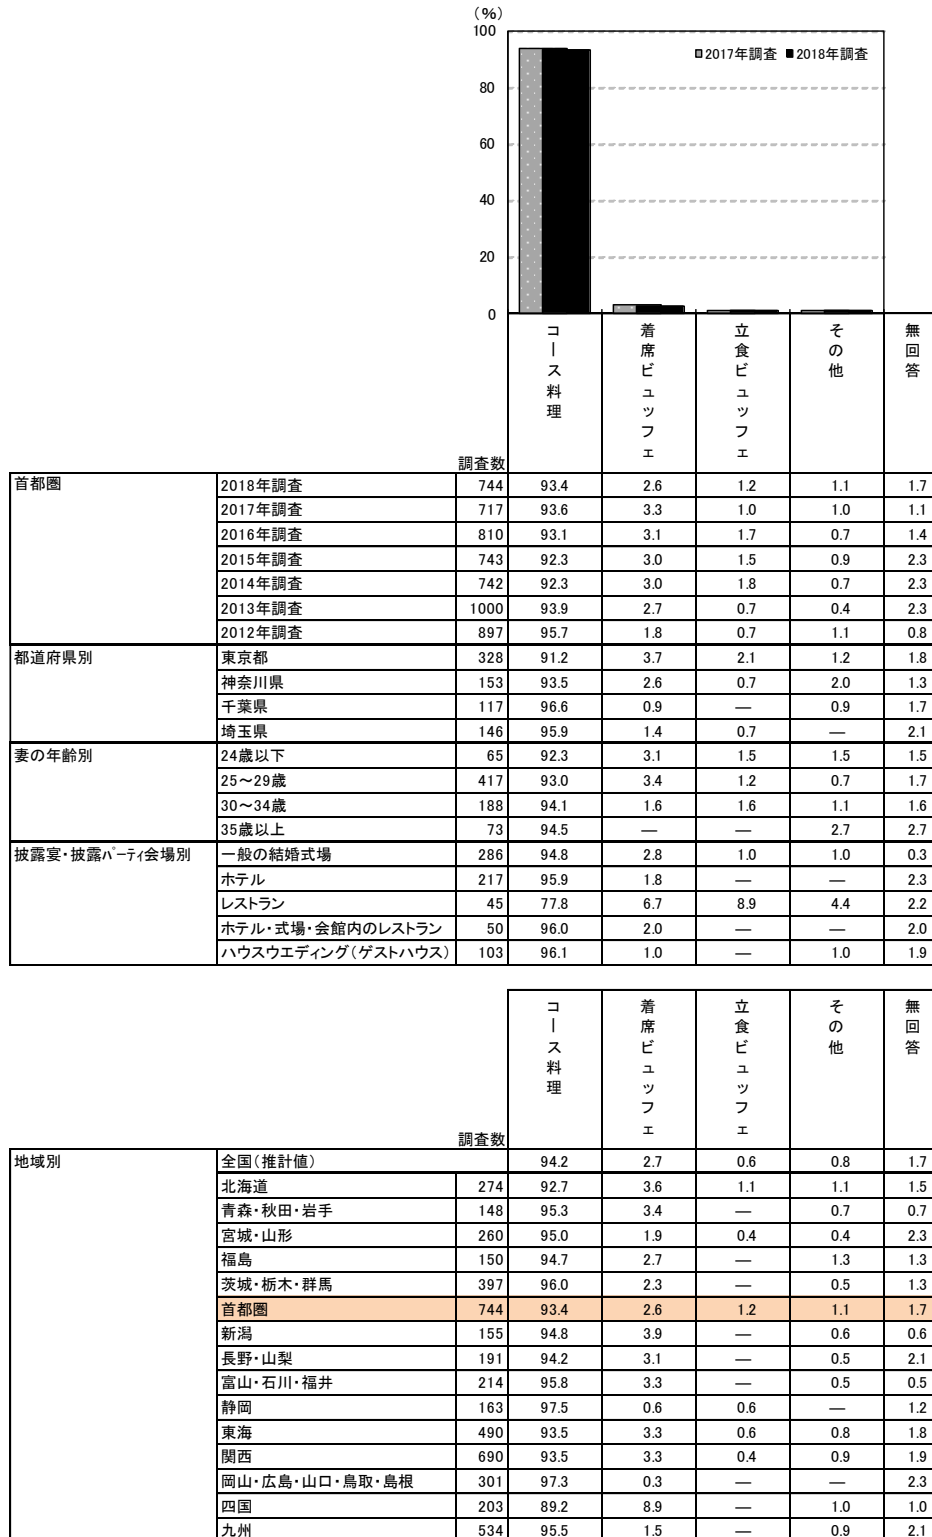 (%)
100
80
60
40
20
0
2017年調査 2018年調査
コース料理 着席ビュッフェ 立食ビュッフェ その他 無回答
調査数
首都圏 2018年調査 744 93.4 2.6 1.2 1.1 1.7
2017年調査 717 93.6 3.3 1.0 1.0 1.1
2016年調査 810 93.1 3.1 1.7 0.7 1.4
2015年調査 743 92.3 3.0 1.5 0.9 2.3
2014年調査 742 92.3 3.0 1.8 0.7 2.3
2013年調査 1000 93.9 2.7 0.7 0.4 2.3
2012年調査 897 95.7 1.8 0.7 1.1 0.8
都道府県別 東京都 328 91.2 3.7 2.1 1.2 1.8
神奈川県 153 93.5 2.6 0.7 2.0 1.3
千葉県 117 96.6 0.9 ― 0.9 1.7
埼玉県 146 95.9 1.4 0.7 ― 2.1
妻の年齢別 24歳以下 65 92.3 3.1 1.5 1.5 1.5
25~29歳 417 93.0 3.4 1.2 0.7 1.7
30~34歳 188 94.1 1.6 1.6 1.1 1.6
35歳以上 73 94.5 ― ― 2.7 2.7
披露宴・披露パーティ会場別 一般の結婚式場 286 94.8 2.8 1.0 1.0 0.3
ホテル 217 95.9 1.8 ― ― 2.3
レストラン 45 77.8 6.7 8.9 4.4 2.2
ホテル・式場・会館内のレストラン 50 96.0 2.0 ― ― 2.0
ハウスウエディング(ゲストハウス) 103 96.1 1.0 ― 1.0 1.9
コース料理 着席ビュッフェ 立食ビュッフェ その他 無回答
調査数
地域別 全国(推計値) 94.2 2.7 0.6 0.8 1.7
北海道 274 92.7 3.6 1.1 1.1 1.5
青森・秋田・岩手 148 95.3 3.4 ― 0.7 0.7
宮城・山形 260 95.0 1.9 0.4 0.4 2.3
福島 150 94.7 2.7 ― 1.3 1.3
茨城・栃木・群馬 397 96.0 2.3 ― 0.5 1.3
首都圏 744 93.4 2.6 1.2 1.1 1.7
新潟 155 94.8 3.9 ― 0.6 0.6
長野・山梨 191 94.2 3.1 ― 0.5 2.1
富山・石川・福井 214 95.8 3.3 ― 0.5 0.5
静岡 163 97.5 0.6 0.6 ― 1.2
東海 490 93.5 3.3 0.6 0.8 1.8
関西 690 93.5 3.3 0.4 0.9 1.9
岡山・広島・山口・鳥取・島根 301 97.3 0.3 ― ― 2.3
四国 203 89.2 8.9 ― 1.0 1.0
九州 534 95.5 1.5 ― 0.9 2.1